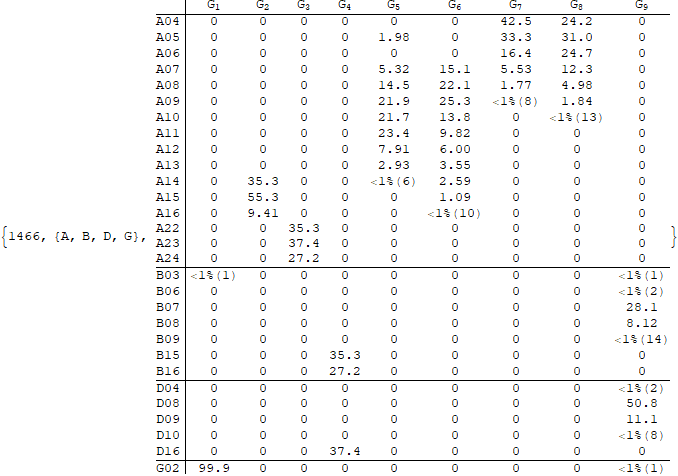 G1 G2 G3 G4 G5 G6 G7 G8 G9
A04 0 0 0 0 0 0 42.5 24.2 0
A05 0 0 0 0 1.98 0 33.3 31.0 0
A06 0 0 0 0 0 0 16.4 24.7 0
A07 0 0 0 0 5.32 15.1 5.53 12.3 0
A08 0 0 0 0 14.5 22.1 1.77 4.98 0
A09 0 0 0 0 21.9 25.3 <1%(8) 1.84 0
A10 0 0 0 0 21.7 13.8 0 <1%(13) 0
A11 0 0 0 0 23.4 9.82 0 0 0
A12 0 0 0 0 7.91 6.00 0 0 0
A13 0 0 0 0 2.93 3.55 0 0 0
A14 0 35.3 0 0 <1%(6) 2.59 0 0 0
A15 0 55.3 0 0 0 1.09 0 0 0
A16 0 9.41 0 0 0 <1%(10) 0 0 0
A22 0 0 35.3 0 0 0 0 0 0
{1466, {A, B, D, G}, A23 0 0 37.4 0 0 0 0 0 0 }
A24 0 0 27.2 0 0 0 0 0 0
B03 <1%(1) 0 0 0 0 0 0 0 <1%(1)
B06 0 0 0 0 0 0 0 0 <1%(2)
B07 0 0 0 0 0 0 0 0 28.1
B08 0 0 0 0 0 0 0 0 8.12
B09 0 0 0 0 0 0 0 0 <1%(14)
B15 0 0 0 35.3 0 0 0 0 0
B16 0 0 0 27.2 0 0 0 0 0
D04 0 0 0 0 0 0 0 0 <1%(2)
D08 0 0 0 0 0 0 0 0 50.8
D09 0 0 0 0 0 0 0 0 11.1
D10 0 0 0 0 0 0 0 0 <1%(8)
D16 0 0 0 37.4 0 0 0 0 0
G02 99.9 0 0 0 0 0 0 0 <1%(1)